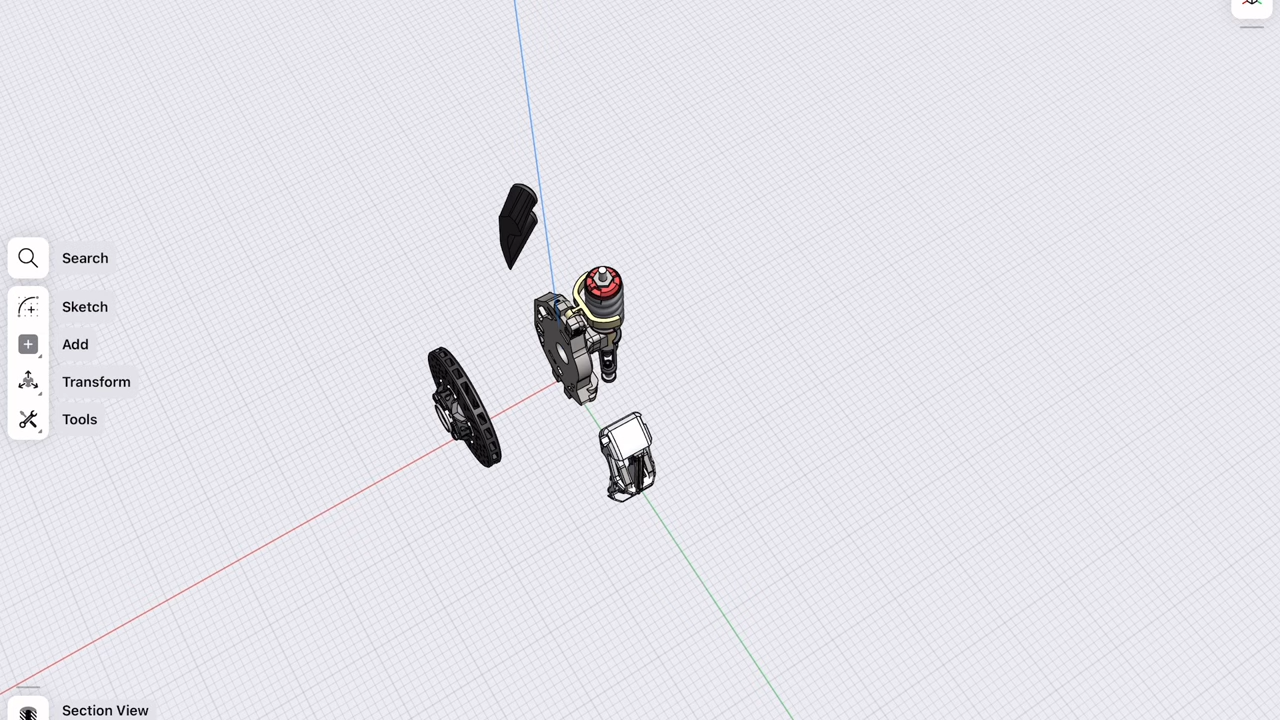 Search
Sketch
Add
Transform
Tools
Section View